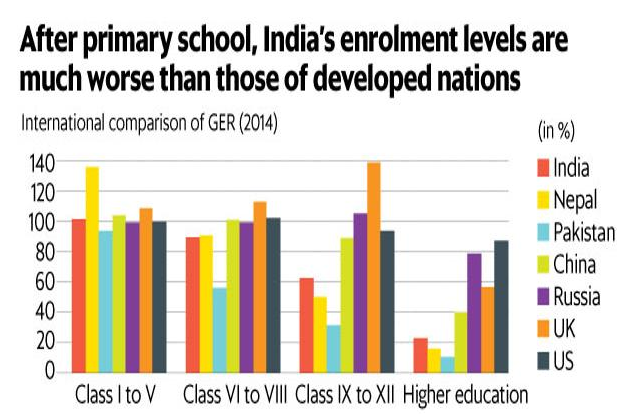 After primary school, India's enrolment levels are
much worse than those of developed nations
International comparison of GER (2014)
(in %)
140
120
100
80
60
40
20
0
India
Nepal
Pakistan
China
Russia
UK
US
Class I to V
Class VI to VIII
Class IX to XII
Higher education